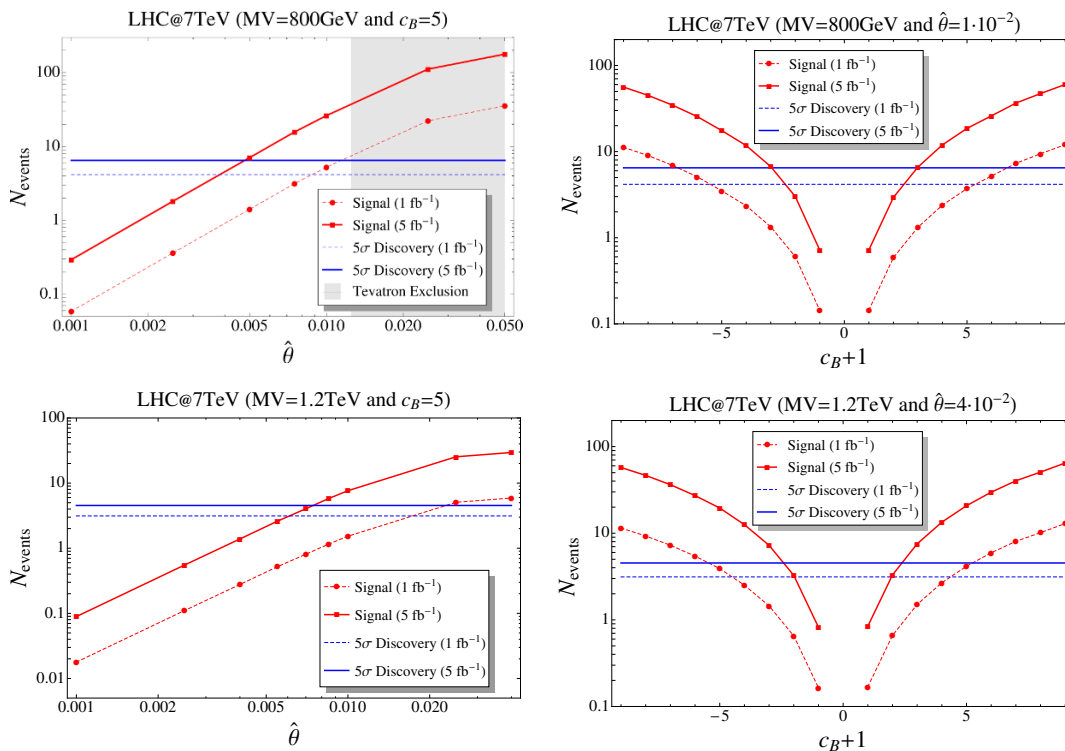 LHC@7TeV (MV=800GeV and c_B=5)
N_events
100
10
1
0.1
Signal (1 fb⁻¹)
Signal (5 fb⁻¹)
5σ Discovery (1 fb⁻¹)
5σ Discovery (5 fb⁻¹)
Tevatron Exclusion
0.001 0.002 0.005 0.010 0.020 0.050
θ̂
LHC@7TeV (MV=800GeV and θ̂=1·10⁻²)
N_events
100
10
1
0.1
Signal (1 fb⁻¹)
Signal (5 fb⁻¹)
5σ Discovery (1 fb⁻¹)
5σ Discovery (5 fb⁻¹)
−5 0 5
c_B+1
LHC@7TeV (MV=1.2TeV and c_B=5)
N_events
100
10
1
0.1
0.01
Signal (1 fb⁻¹)
Signal (5 fb⁻¹)
5σ Discovery (1 fb⁻¹)
5σ Discovery (5 fb⁻¹)
0.001 0.002 0.005 0.010 0.020
θ̂
LHC@7TeV (MV=1.2TeV and θ̂=4·10⁻²)
N_events
100
10
1
0.1
Signal (1 fb⁻¹)
Signal (5 fb⁻¹)
5σ Discovery (1 fb⁻¹)
5σ Discovery (5 fb⁻¹)
−5 0 5
c_B+1